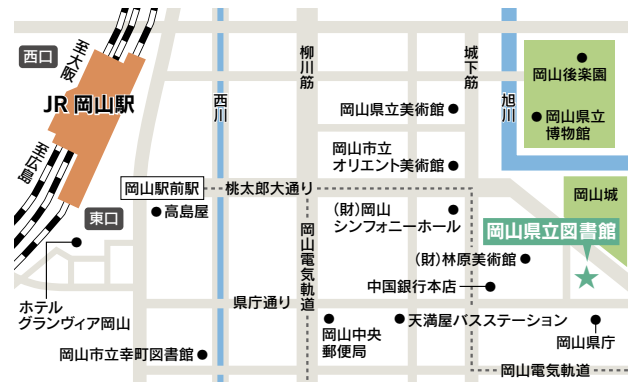 西口
至大阪
JR 岡山駅
至広島
東口
岡山駅前駅
高島屋
ホテル
グランヴィア岡山
西川
柳川筋
城下筋
旭川
岡山後楽園
岡山県立
博物館
岡山県立美術館
岡山市立
オリエント美術館
桃太郎大通り
(財)岡山
シンフォニーホール
岡山城
岡山県立図書館
(財)林原美術館
中国銀行本店
岡山電気軌道
県庁通り
岡山中央
郵便局
天満屋バスステーション
岡山県庁
岡山市立幸町図書館
岡山電気軌道